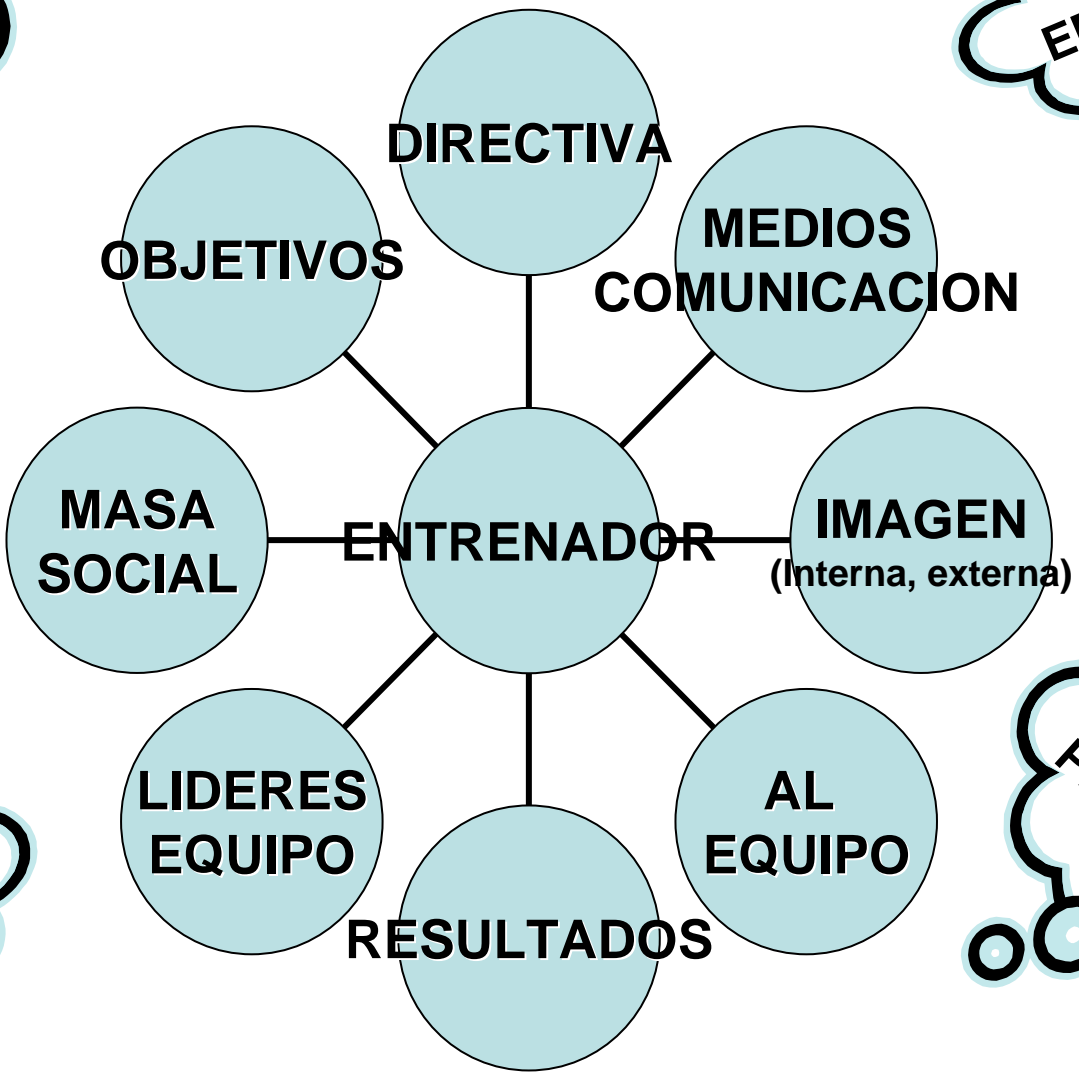 DIRECTIVA
MEDIOS
COMUNICACION
OBJETIVOS
MASA
SOCIAL
ENTRENADOR
IMAGEN
(Interna, externa)
LIDERES
EQUIPO
AL
EQUIPO
RESULTADOS